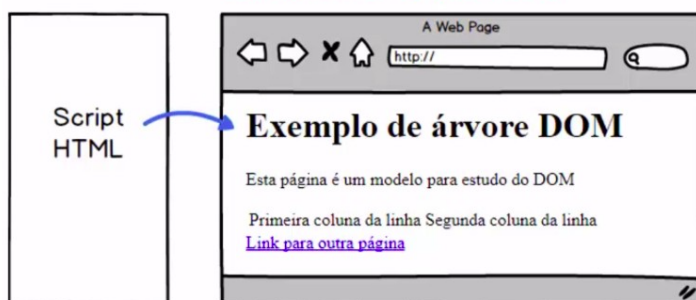 A Web Page
http://
Script
HTML
Exemplo de árvore DOM
Esta página é um modelo para estudo do DOM
Primeira coluna da linha Segunda coluna da linha
Link para outra página